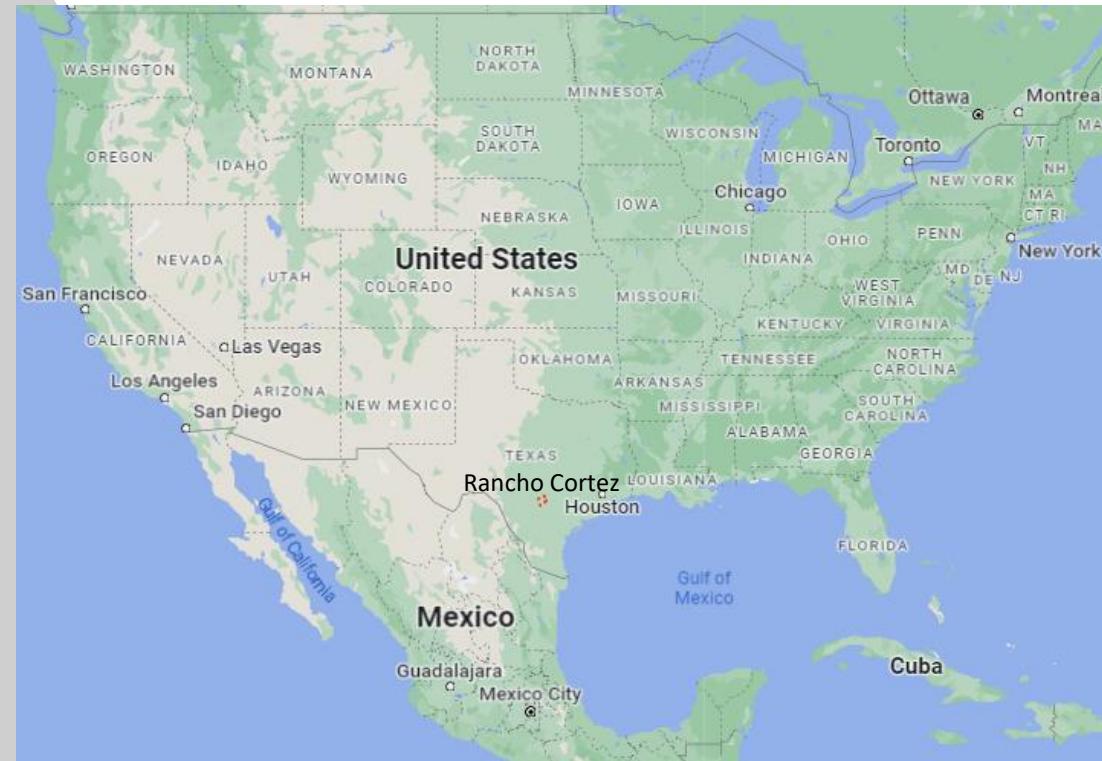 NORTH
DAKOTA
WASHINGTON
MONTANA
MINNESOTA
Ottawa
Montreal
SOUTH
DAKOTA
WISCONSIN
MICHIGAN
Toronto
VT
MA
OREGON
IDAHO
WYOMING
NEW YORK
NH
MA
CT RI
Chicago
IOWA
NEBRASKA
ILLINOIS
OHIO
PENN
New York
NEVADA
UTAH
United States
COLORADO
KANSAS
MISSOURI
INDIANA
WEST
VIRGINIA
MD
DE
NJ
San Francisco
CALIFORNIA
Las Vegas
KENTUCKY
VIRGINIA
OKLAHOMA
TENNESSEE
NORTH
CAROLINA
Los Angeles
ARIZONA
NEW MEXICO
ARKANSAS
San Diego
MISSISSIPPI
SOUTH
CAROLINA
ALABAMA
GEORGIA
TEXAS
Rancho Cortez
LOUISIANA
Houston
Gulf of California
FLORIDA
Gulf of
Mexico
Mexico
Cuba
Guadalajara
Mexico City